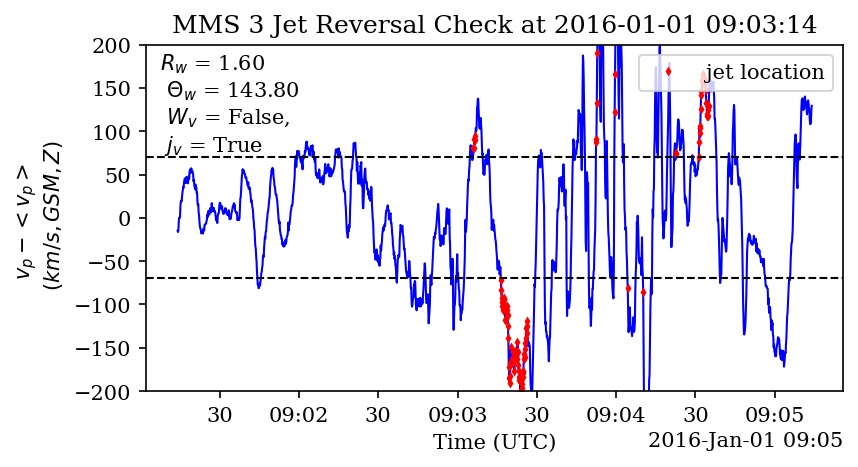 MMS 3 Jet Reversal Check at 2016-01-01 09:03:14
200
150
100
50
0
−50
−100
−150
−200
v_p − < v_p >
(km/s, GSM, Z)
R_w = 1.60
Θ_w = 143.80
W_v = False,
j_v = True
jet location
30 09:02 30 09:03 30 09:04 30 09:05
Time (UTC)
2016-Jan-01 09:05